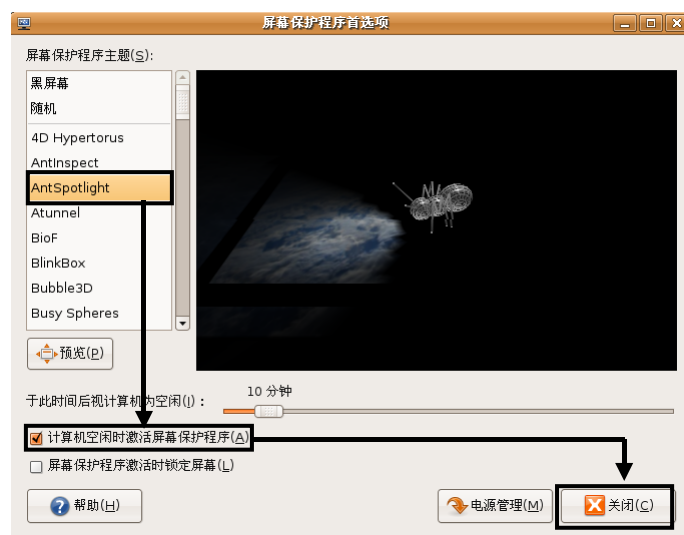 屏幕保护程序首选项
屏幕保护程序主题(S):
黑屏幕
随机
4D Hypertorus
AntInspect
AntSpotlight
Atunnel
BioF
BlinkBox
Bubble3D
Busy Spheres
预览(P)
10 分钟
于此时间后视计算机为空闲(I)：
计算机空闲时激活屏幕保护程序(A)
屏幕保护程序激活时锁定屏幕(L)
帮助(H) 电源管理(M) 关闭(C)